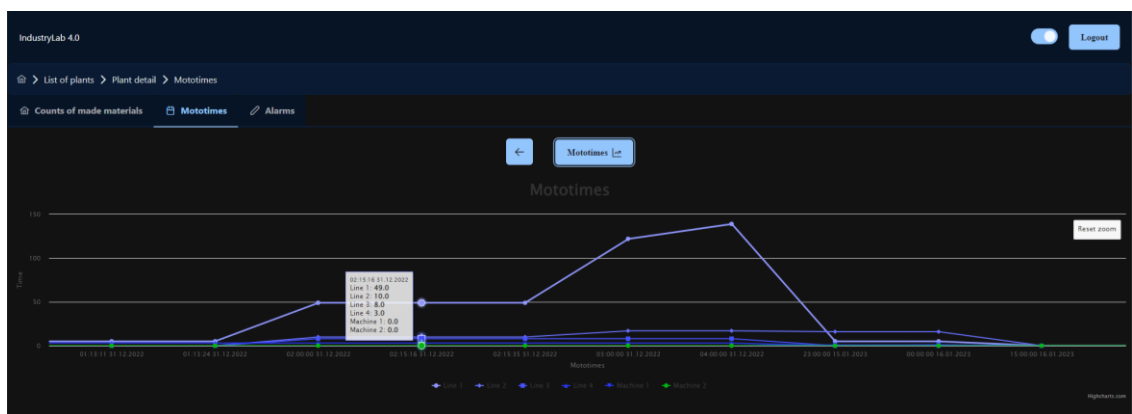 IndustryLab 4.0
Logout
List of plants > Plant detail > Mototimes
Counts of made materials
Mototimes
Alarms
←
Mototimes
Mototimes
Reset zoom
150
100
50
0
Time
02:15:16 31.12.2022
Line 1: 49.0
Line 2: 10.0
Line 3: 8.0
Line 4: 3.0
Machine 1: 0.0
Machine 2: 0.0
01:13:11 31.12.2022
01:13:24 31.12.2022
02:00:00 31.12.2022
02:15:16 31.12.2022
02:15:35 31.12.2022
03:00:00 31.12.2022
04:00:00 31.12.2022
23:00:00 15.01.2023
00:00:00 16.01.2023
15:00:00 16.01.2023
Mototimes
Line 1
Line 2
Line 3
Line 4
Machine 1
Machine 2
Highcharts.com